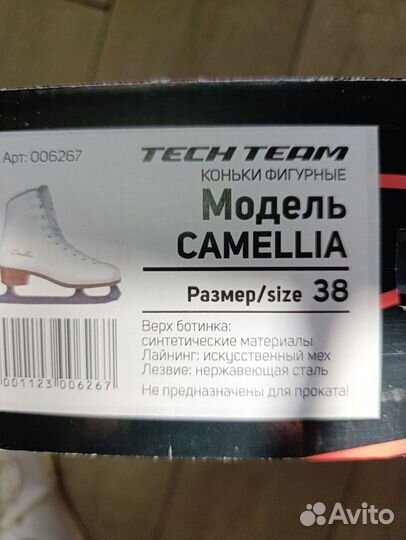 Арт: 006267
TECH TEAM
КОНЬКИ ФИГУРНЫЕ
Модель
CAMELLIA
Размер/size 38
Camellia
Верх ботинка:
синтетические материалы
Лайнинг: искусственный мех
Лезвие: нержавеющая сталь
Не предназначены для проката!
001123 006267
Avito